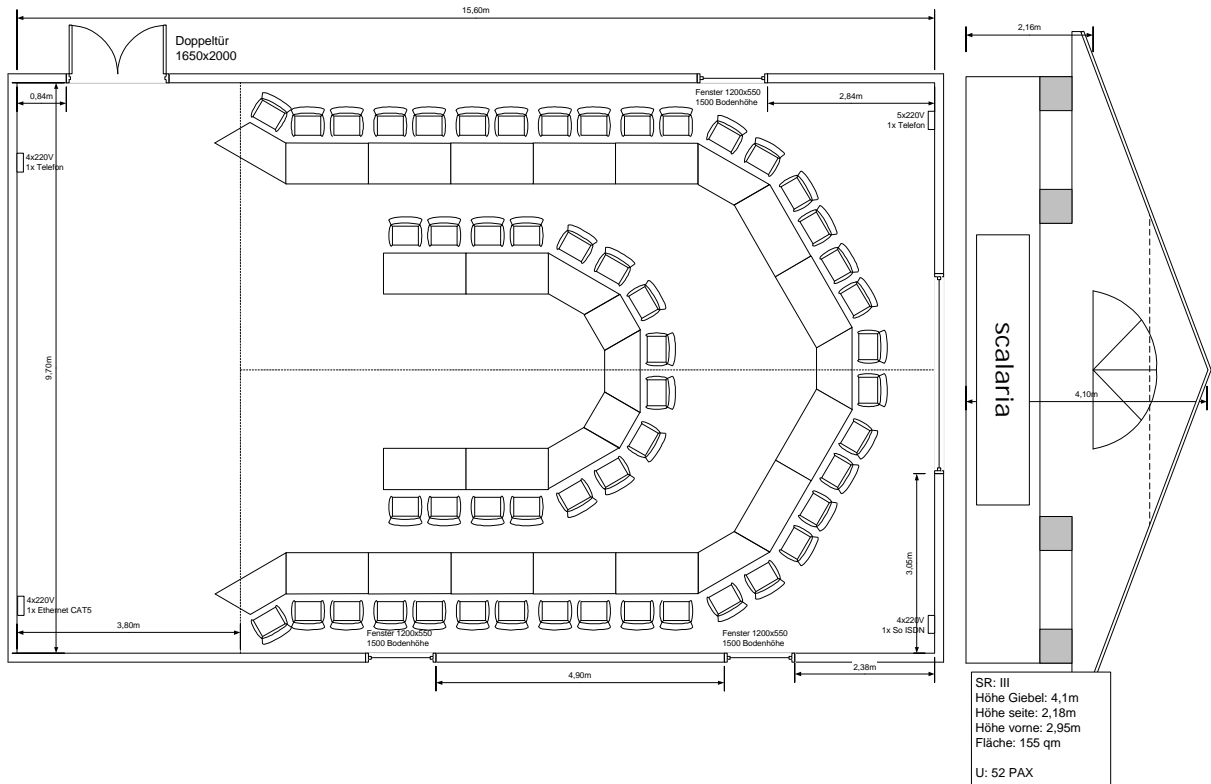 15,60m
2,16m
Doppeltür
1650x2000
0,84m
Fenster 1200x550
1500 Bodenhöhe
2,84m
5x220V
1x Telefon
4x220V
1x Telefon
9,70m
scalaria
4,10m
3,05m
4x220V
1x Ethernet CAT5
4x220V
1x So ISDN
3,80m
Fenster 1200x550
1500 Bodenhöhe
Fenster 1200x550
1500 Bodenhöhe
4,90m
2,38m
SR: III
Höhe Giebel: 4,1m
Höhe seite: 2,18m
Höhe vorne: 2,95m
Fläche: 155 qm
U: 52 PAX